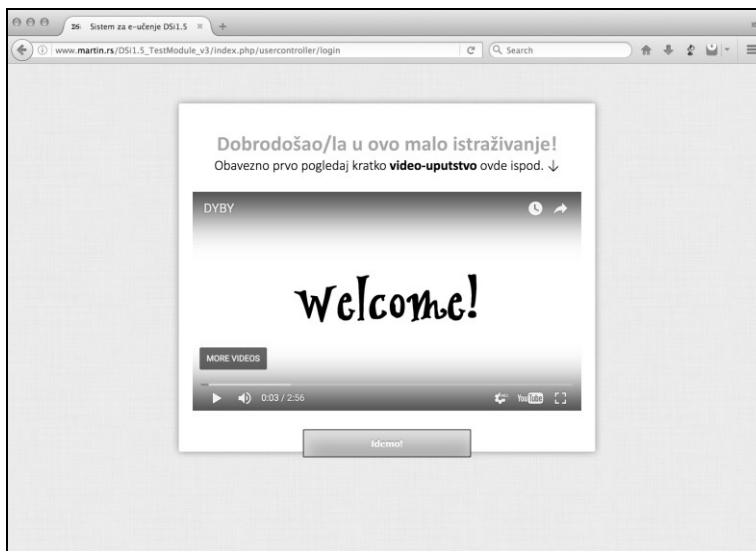 Sistem za e-učenje DSi1.5
www.martin.rs/DSi1.5_TestModule_v3/index.php/usercontroller/login
Search
Dobrodošao/la u ovo malo istraživanje!
Obavezno prvo pogledaj kratko video-uputstvo ovde ispod. ↓
DYBY
welcome!
MORE VIDEOS
0:03 / 2:56
YouTube
Idemo!